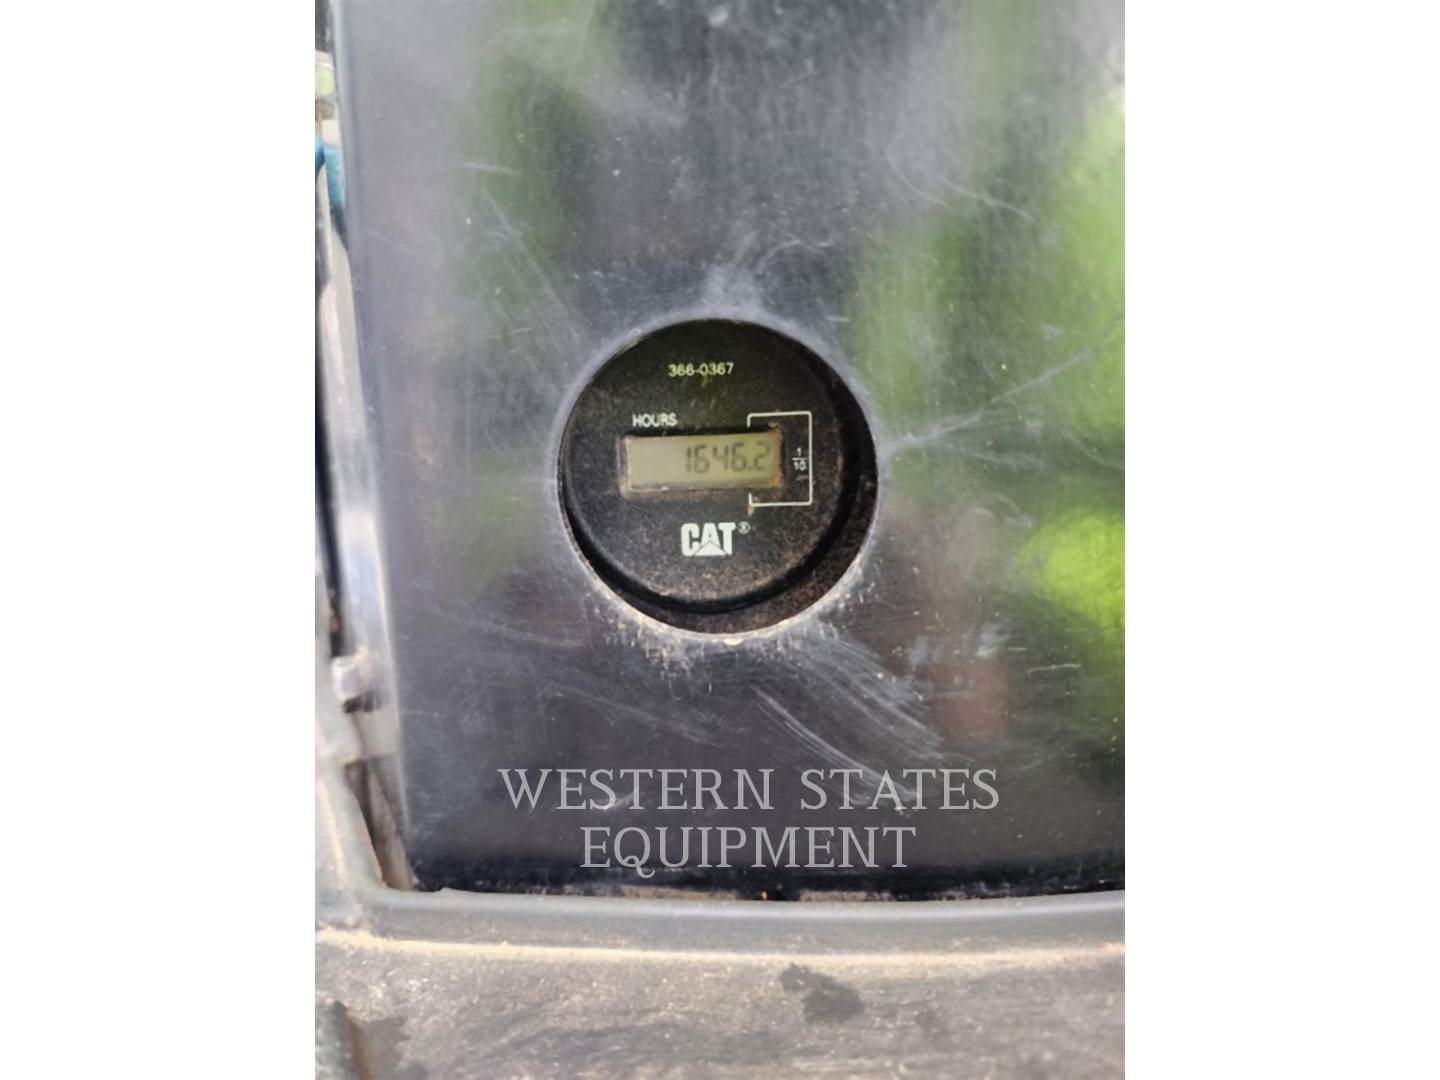 366-0367
HOURS
1646.2
1
10
CAT®
WESTERN STATES
EQUIPMENT